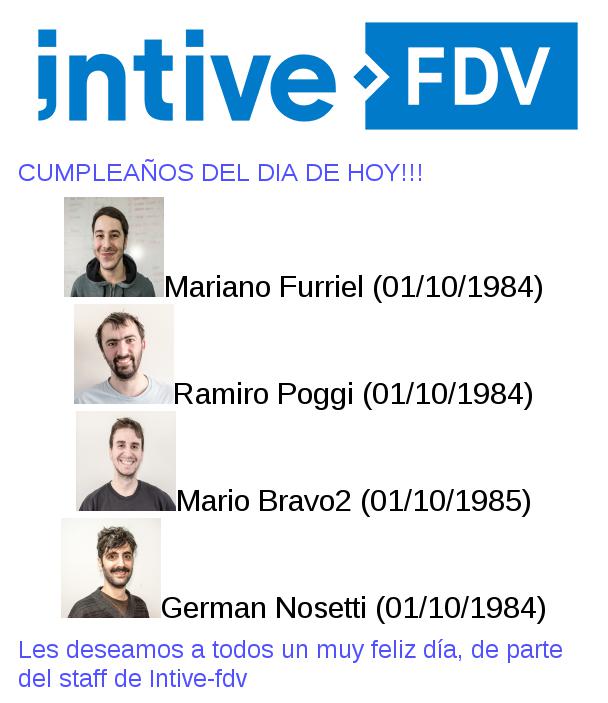 intive FDV
CUMPLEAÑOS DEL DIA DE HOY!!!
Mariano Furriel (01/10/1984)
Ramiro Poggi (01/10/1984)
Mario Bravo2 (01/10/1985)
German Nosetti (01/10/1984)
Les deseamos a todos un muy feliz día, de parte
del staff de Intive-fdv